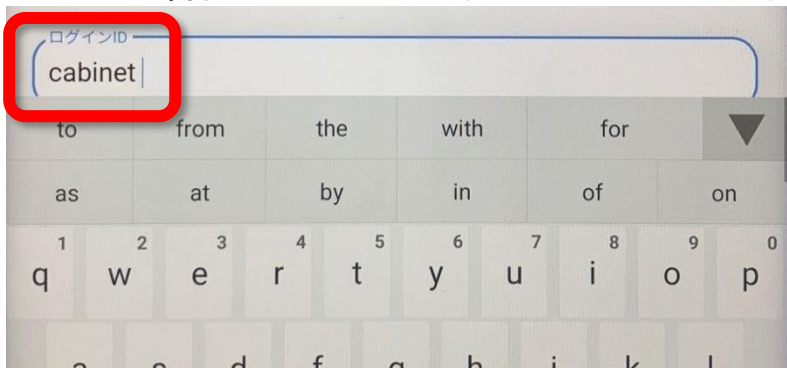 ログインID
cabinet
to from the with for
as at by in of on
1 2 3 4 5 6 7 8 9 0
q w e r t y u i o p